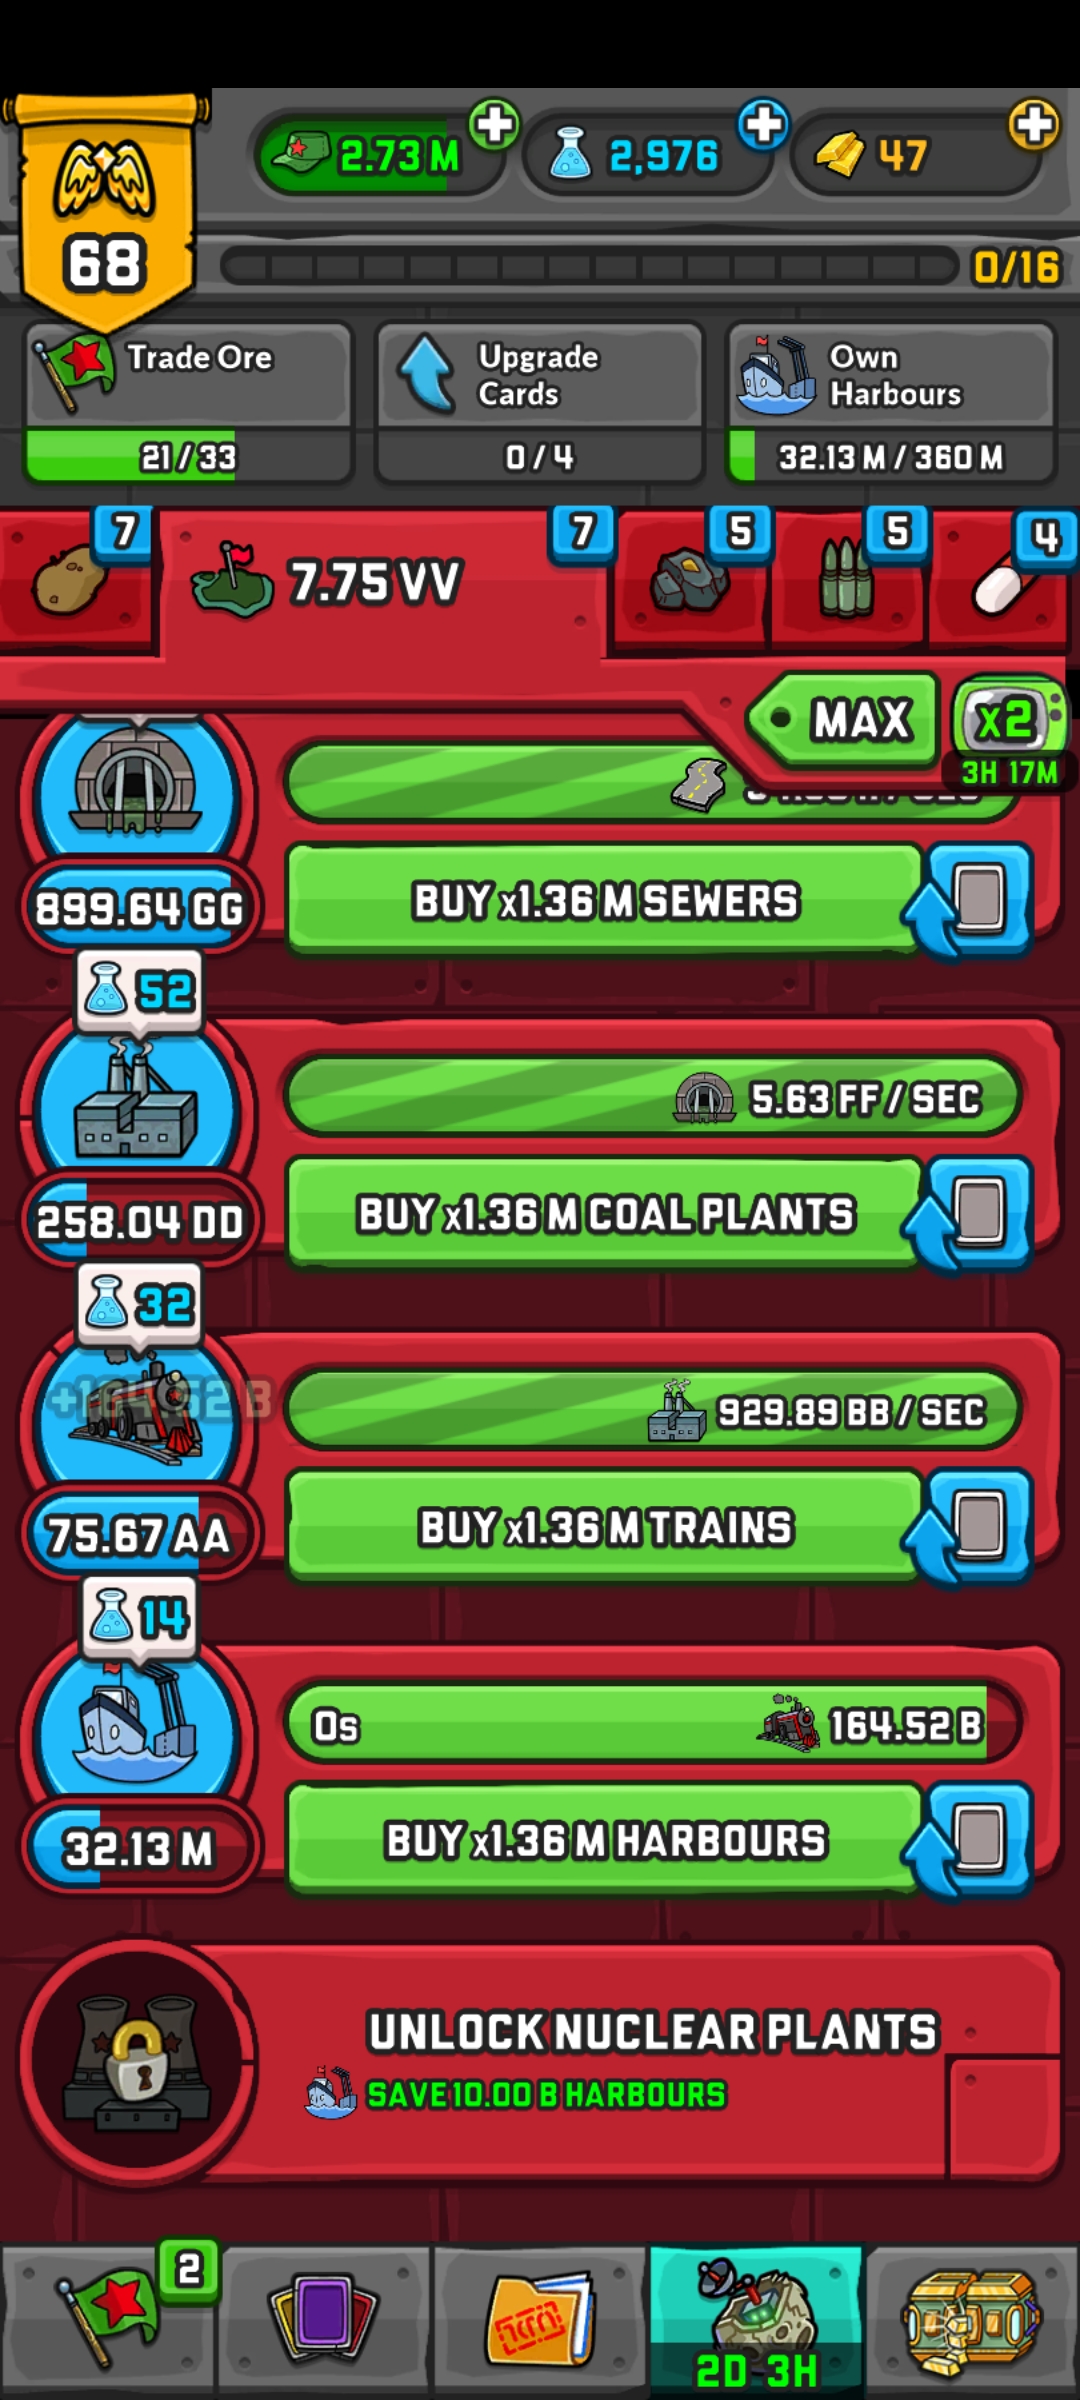 2.73 M
2,976
47
68
0/16
Trade Ore
21 / 33
Upgrade
Cards
0 / 4
Own
Harbours
32.13 M / 360 M
7
7.75 VV
7
5
5
4
MAX
x2
3H 17M
899.64 GG
BUY x1.36 M SEWERS
52
5.63 FF / SEC
258.04 DD
BUY x1.36 M COAL PLANTS
32
929.89 BB / SEC
75.67 AA
BUY x1.36 M TRAINS
14
0s
164.52 B
32.13 M
BUY x1.36 M HARBOURS
UNLOCK NUCLEAR PLANTS
SAVE 10.00 B HARBOURS
2
2D 3H